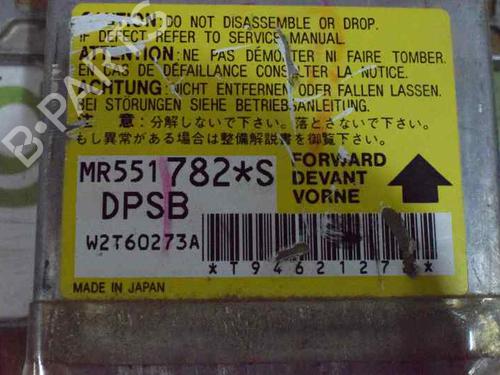 CAUTION:DO NOT DISASSEMBLE OR DROP.
IF DEFECT REFER TO SERVICE MANUAL.
ATTENTION:NE PAS DÉMONTER NI FAIRE TOMBER.
EN CAS DE DÉFAILLANCE CONSULTER LA NOTICE.
ACHTUNG:NICHT ENTFERNEN ODER FALLEN LASSEN.
BEI STÖRUNGEN SIEHE BETRIEBSANLEITUNG.
注 意:分解しないで下さい。落とさないで下さい。
もし異常がある場合は整備解説書を御覧下さい。
MR551782*S
DPSB
FORWARD
DEVANT
VORNE
W2T60273A
MADE IN JAPAN
B-PARTS